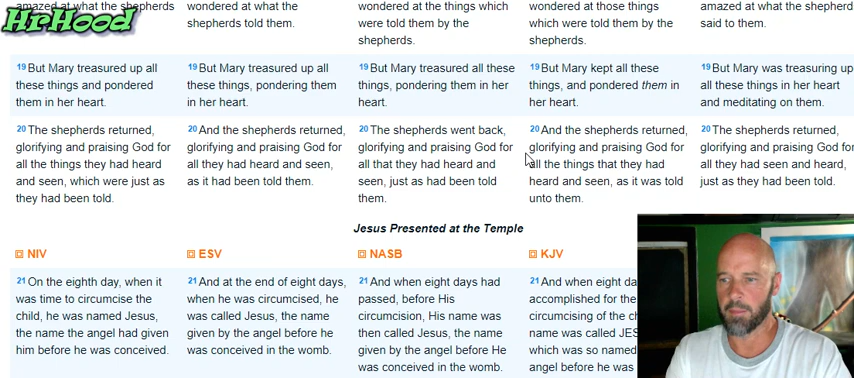 amazed at what the shepherds
HrHood
wondered at what the
shepherds told them.
wondered at the things which
were told them by the
shepherds.
wondered at those things
which were told them by the
shepherds.
amazed at what the shepherd
said to them.
19 But Mary treasured up all
these things and pondered
them in her heart.
19 But Mary treasured up all
these things, pondering them
in her heart.
19 But Mary treasured all these
things, pondering them in her
heart.
19 But Mary kept all these
things, and pondered them in
her heart.
19 But Mary was treasuring up
all these things in her heart
and meditating on them.
20 The shepherds returned,
glorifying and praising God for
all the things they had heard
and seen, which were just as
they had been told.
20 And the shepherds returned,
glorifying and praising God for
all they had heard and seen,
as it had been told them.
20 The shepherds went back,
glorifying and praising God for
all that they had heard and
seen, just as had been told
them.
20 And the shepherds returned,
glorifying and praising God for
all the things that they had
heard and seen, as it was told
unto them.
20 The shepherds returned,
glorifying and praising God for
all they had seen and heard,
just as they had been told.
Jesus Presented at the Temple
NIV
ESV
NASB
KJV
21 On the eighth day, when it
was time to circumcise the
child, he was named Jesus,
the name the angel had given
him before he was conceived.
21 And at the end of eight days,
when he was circumcised, he
was called Jesus, the name
given by the angel before he
was conceived in the womb.
21 And when eight days had
passed, before His
circumcision, His name was
then called Jesus, the name
given by the angel before He
was conceived in the womb.
21 And when eight da
accomplished for the
circumcising of the ch
name was called JES
which was so named
angel before he was